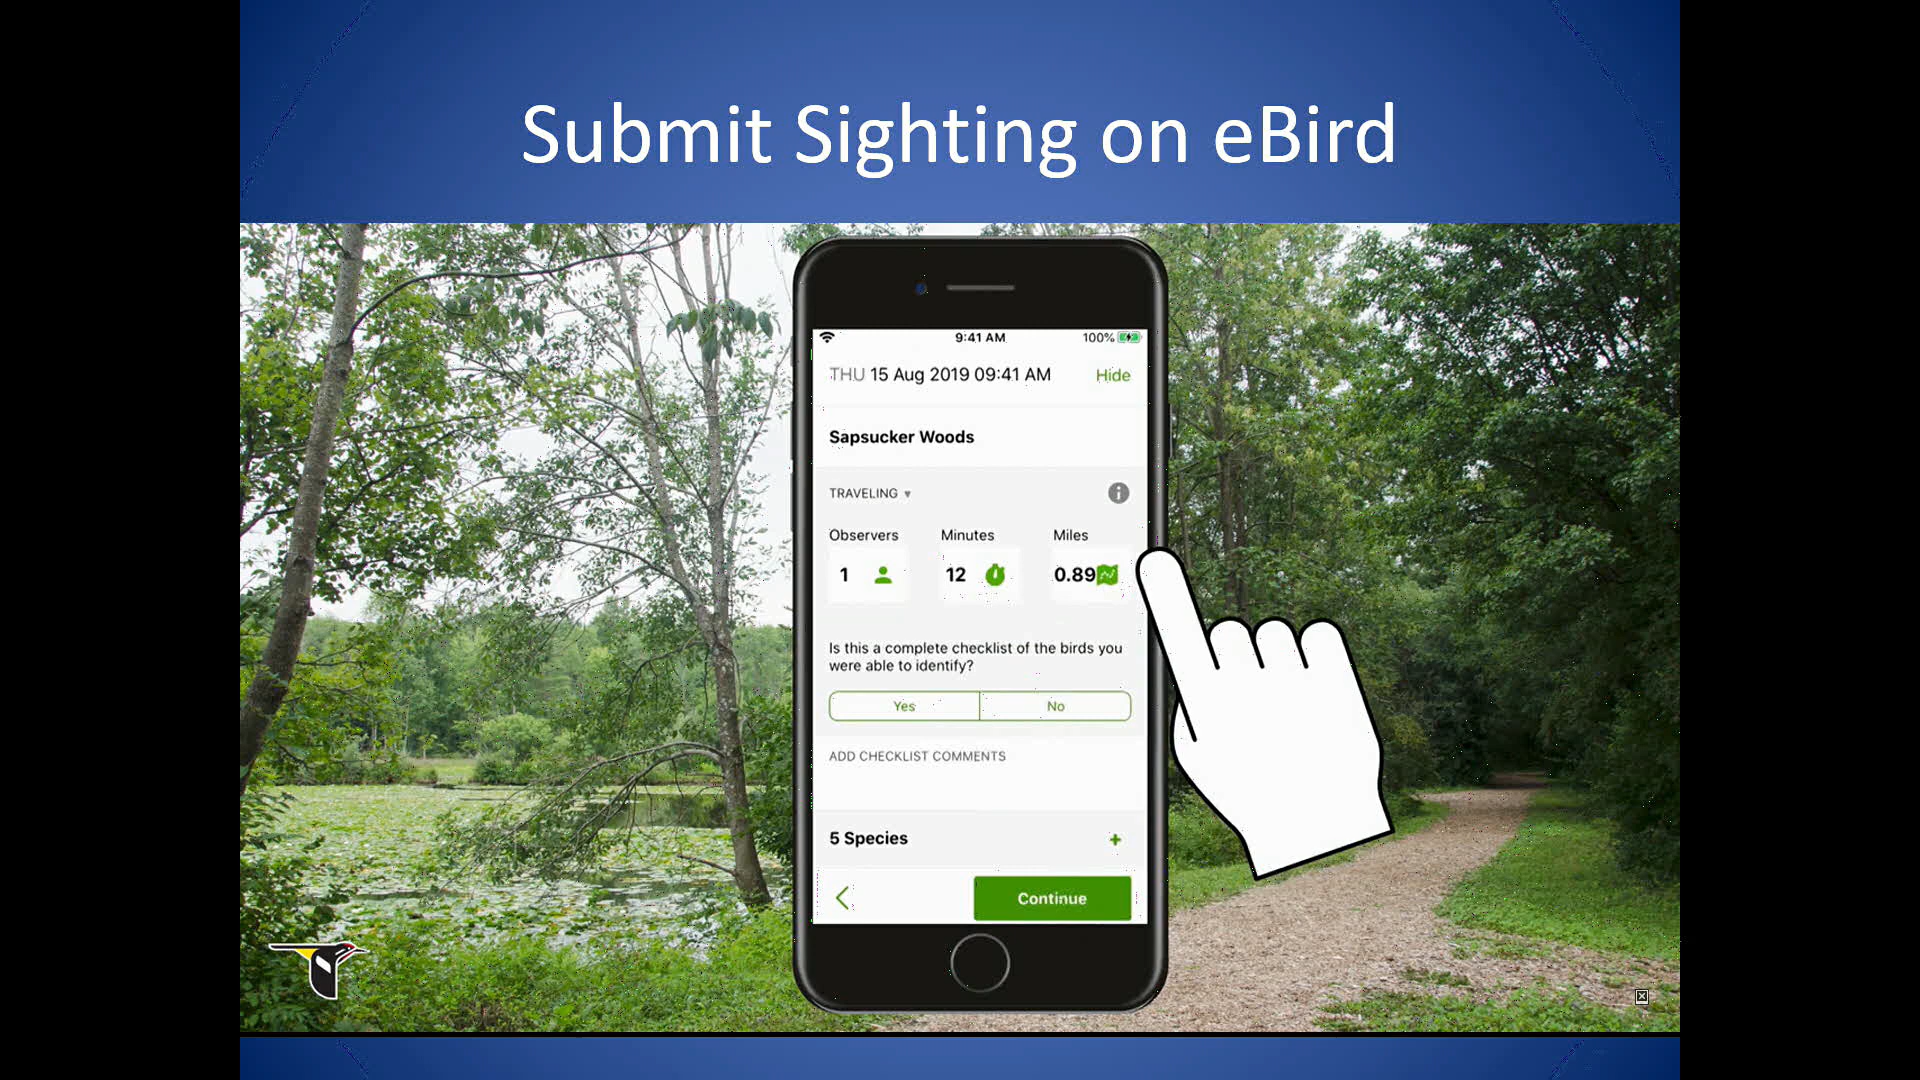 Submit Sighting on eBird
9:41 AM
100%
THU 15 Aug 2019 09:41 AM
Hide
Sapsucker Woods
TRAVELING
Observers
Minutes
Miles
1
12
0.89
Is this a complete checklist of the birds you
were able to identify?
Yes
No
ADD CHECKLIST COMMENTS
5 Species
+
Continue